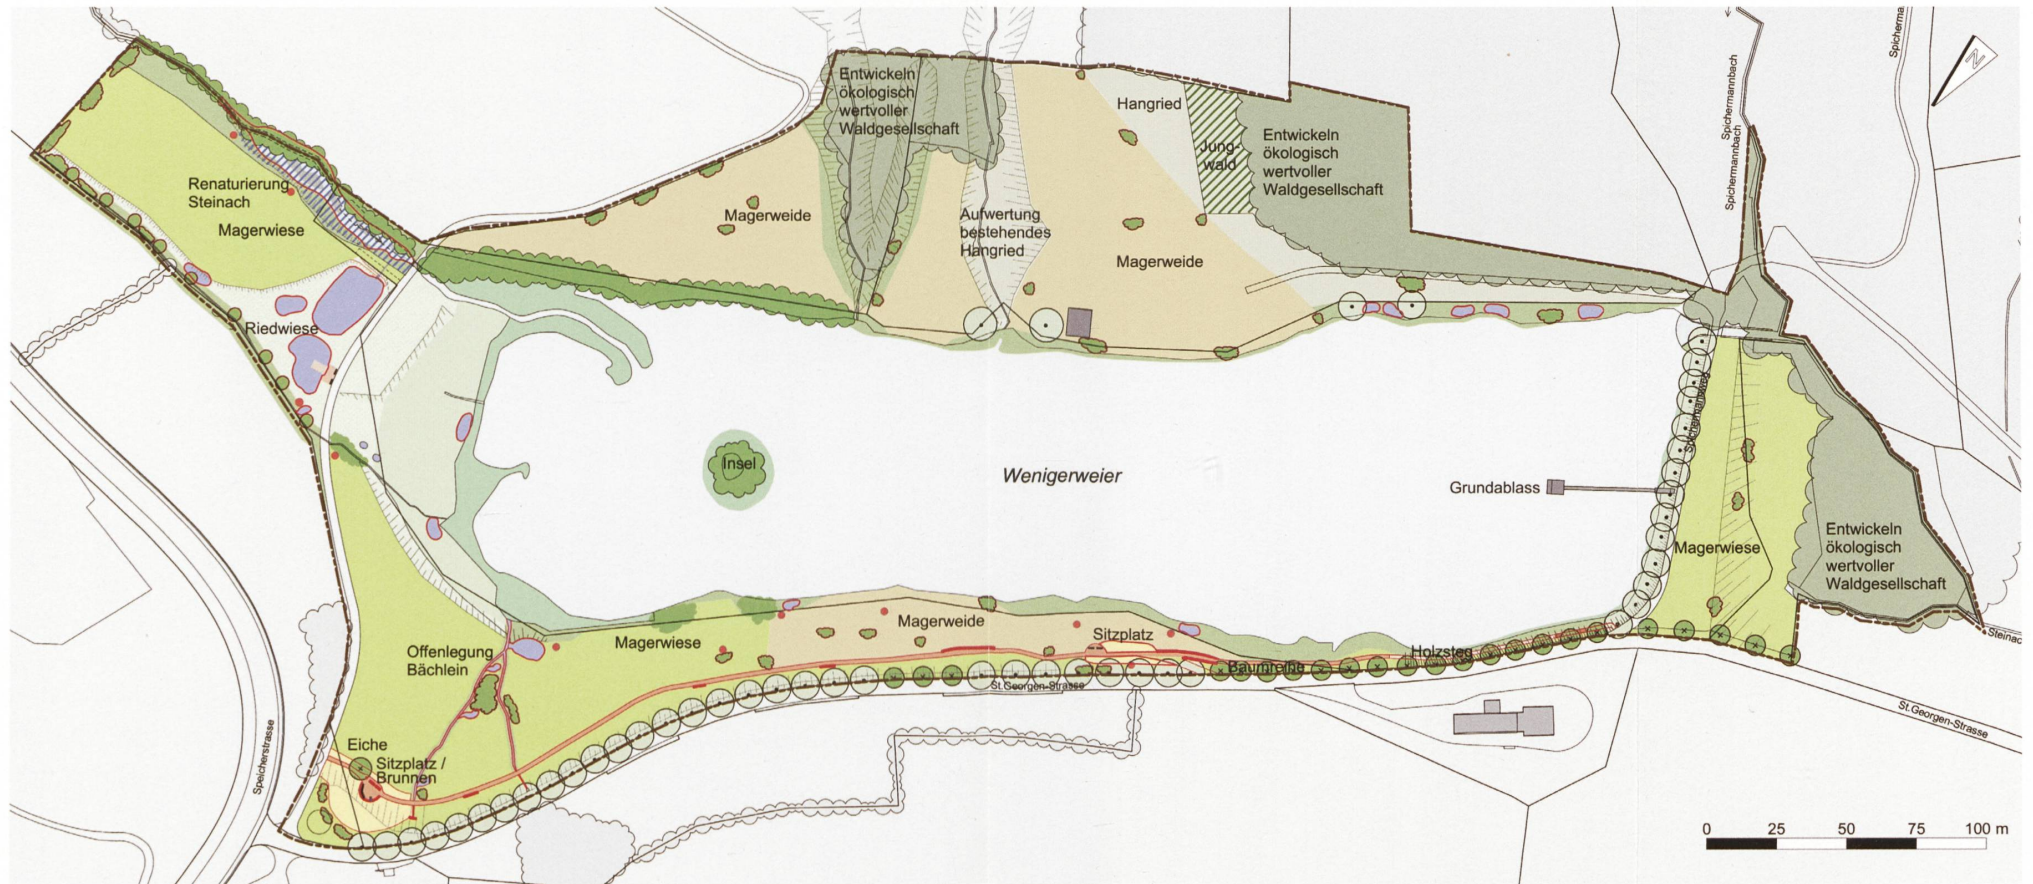 Entwickeln
ökologisch
wertvoller
Waldgesellschaft
Hangried
Jung-
wald
Entwickeln
ökologisch
wertvoller
Waldgesellschaft
Spichermannbach
Spichermannbach
N
Renaturierung
Steinach
Magerwiese
Magerweide
Aufwertung
bestehendes
Hangried
Magerweide
Riedwiese
Insel
Wenigerweier
Grundablass
Magerwiese
Entwickeln
ökologisch
wertvoller
Waldgesellschaft
Offenlegung
Bächlein
Magerwiese
Magerweide
Sitzplatz
Baumreihe
Holzsteg
St.Georgen-Strasse
St.Georgen-Strasse
Speicherstrasse
Eiche
Sitzplatz /
Brunnen
0 25 50 75 100 m